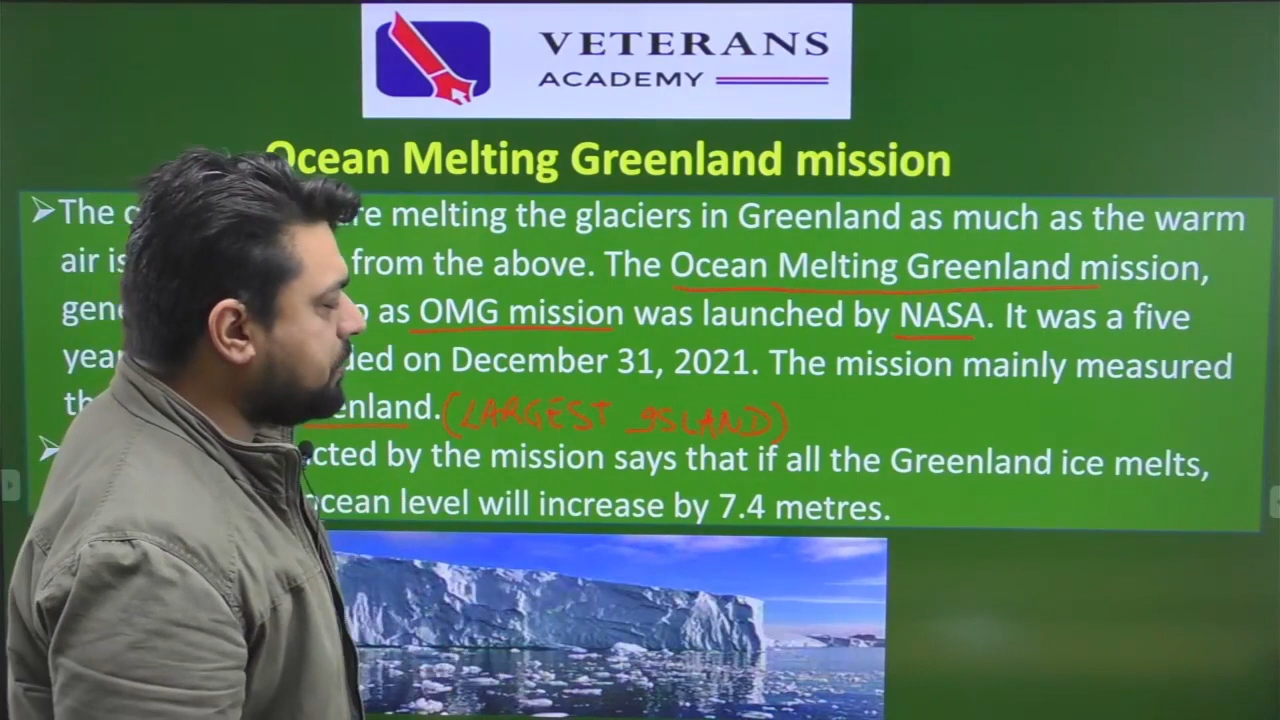 VETERANS
ACADEMY
Ocean Melting Greenland mission
The re melting the glaciers in Greenland as much as the warm
air is from the above. The Ocean Melting Greenland mission,
gene as OMG mission was launched by NASA. It was a five
year ded on December 31, 2021. The mission mainly measured
th enland. (LARGEST ISLAND)
cted by the mission says that if all the Greenland ice melts,
ocean level will increase by 7.4 metres.